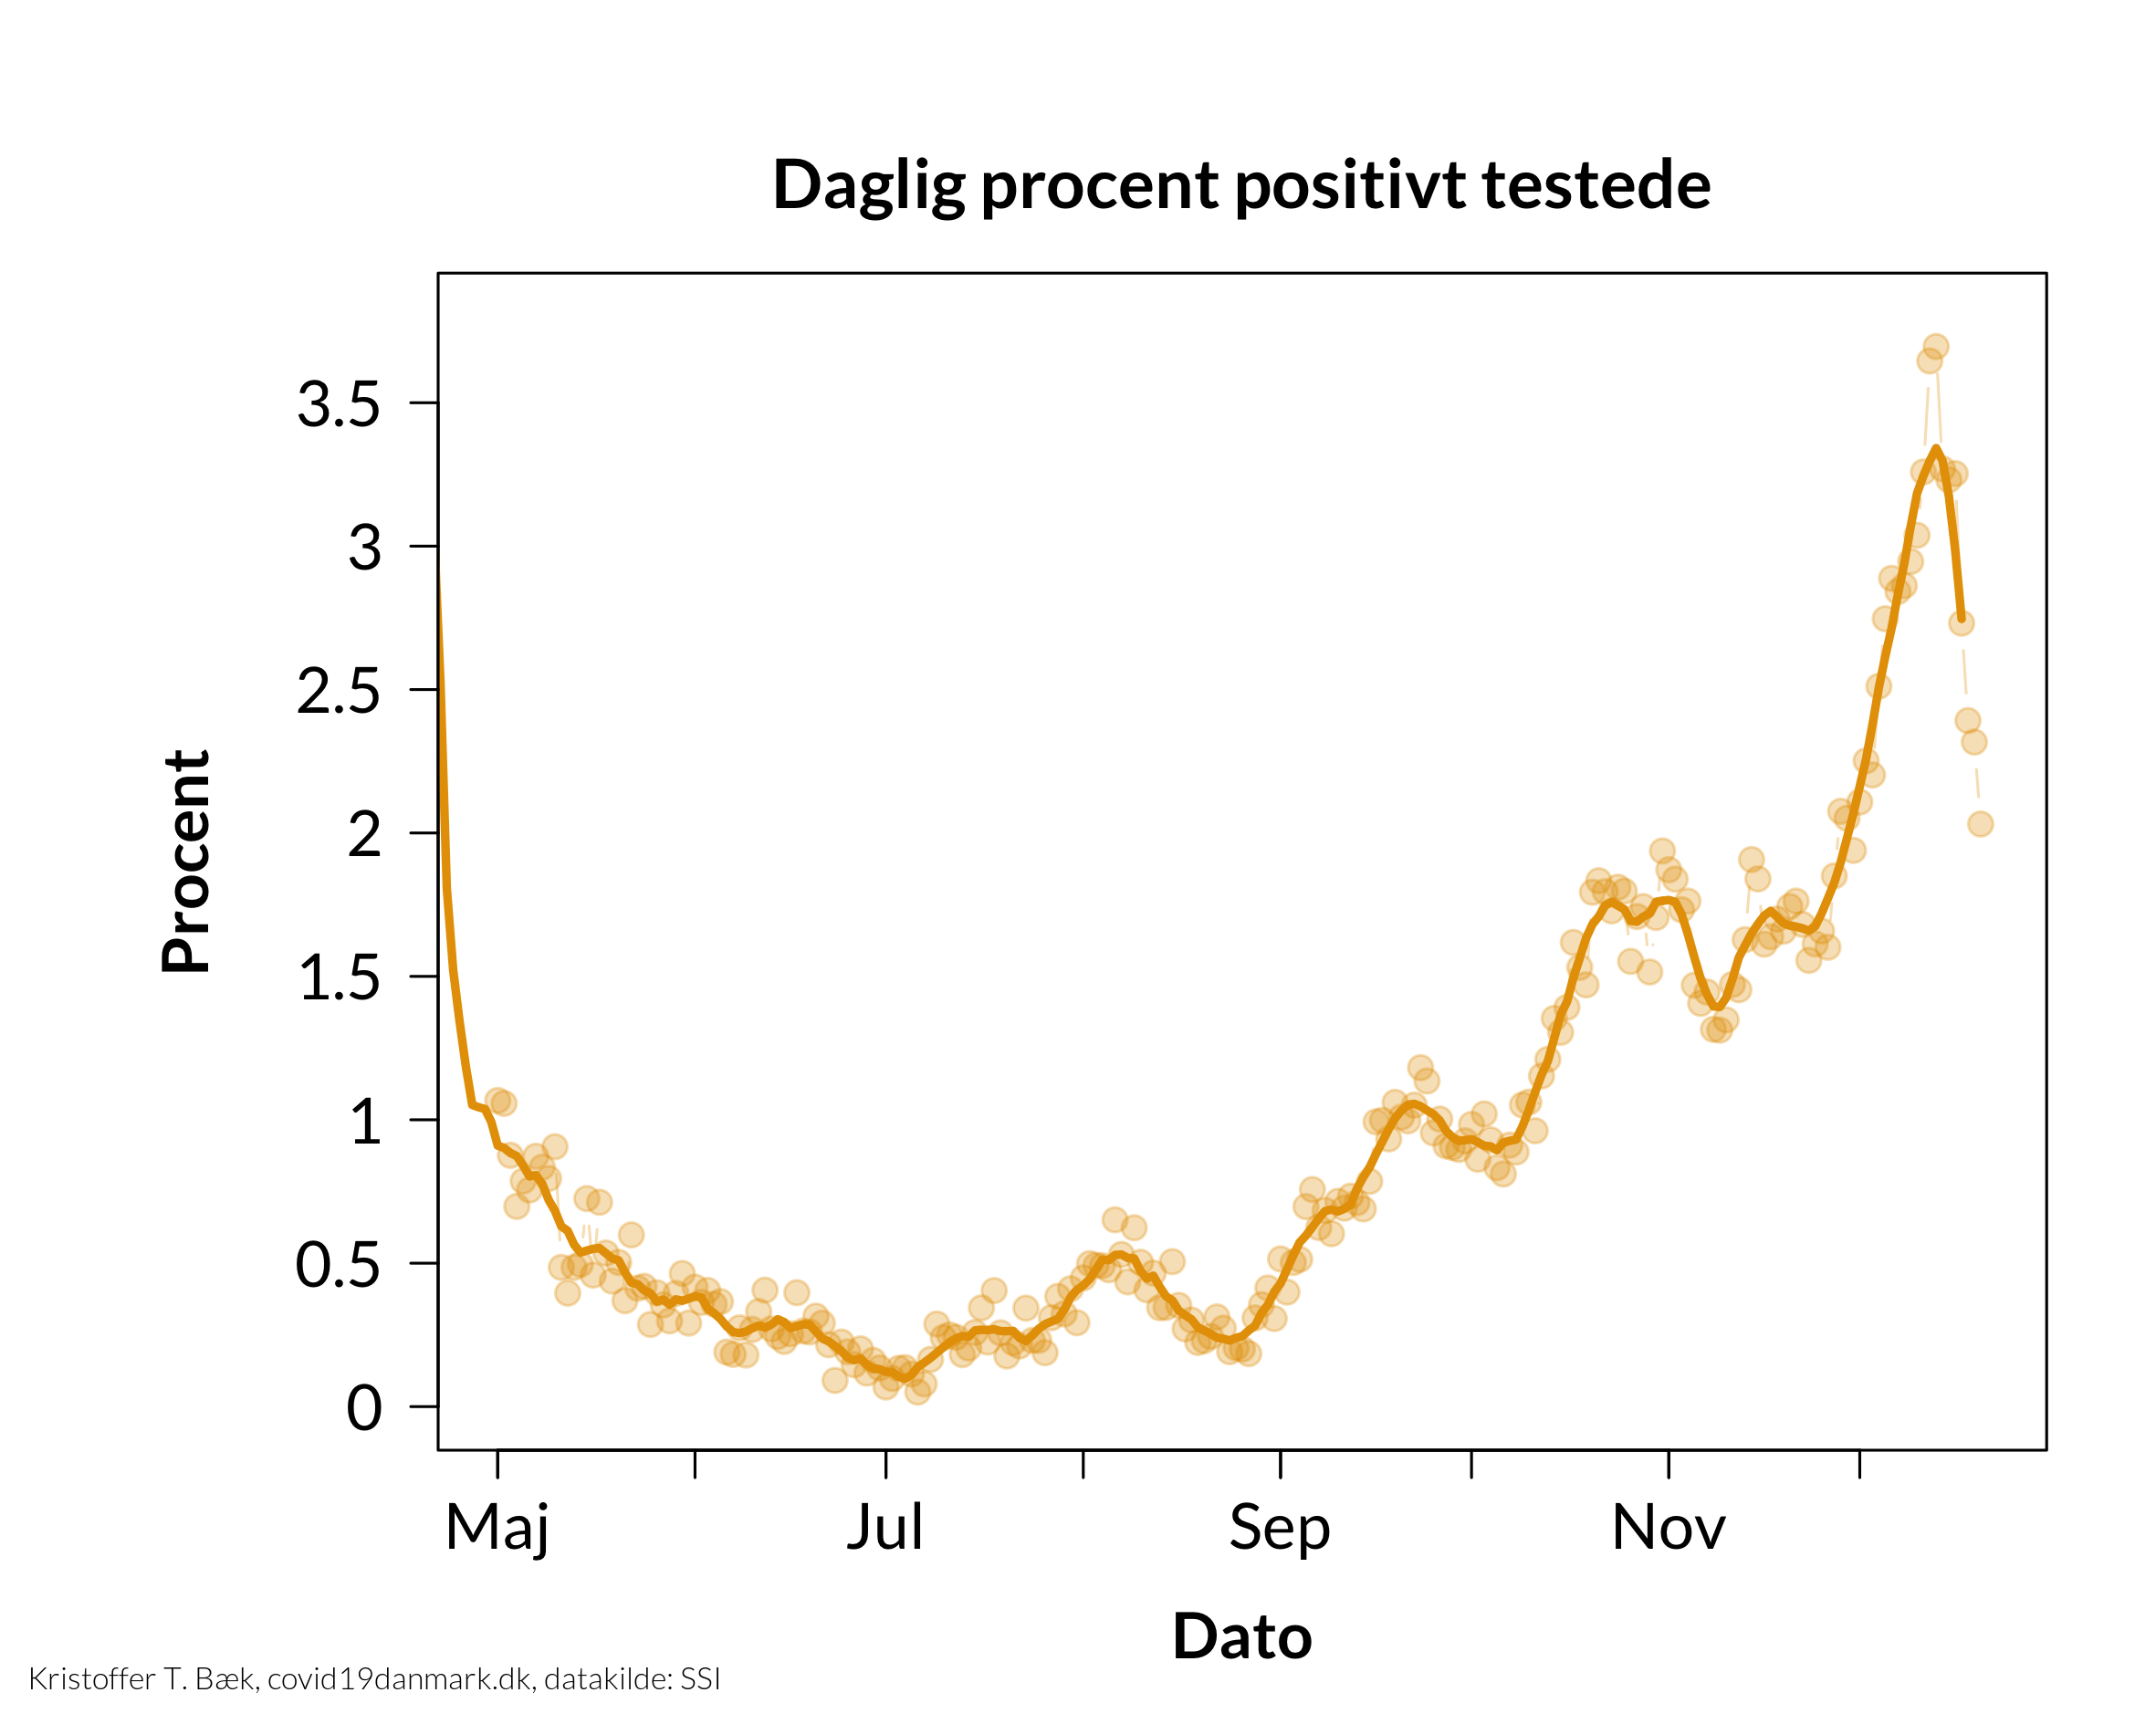 Daglig procent positivt testede
Procent
3.5
3
2.5
2
1.5
1
0.5
0
Maj
Jul
Sep
Nov
Dato
Kristoffer T. Bæk, covid19danmark.dk, datakilde: SSI